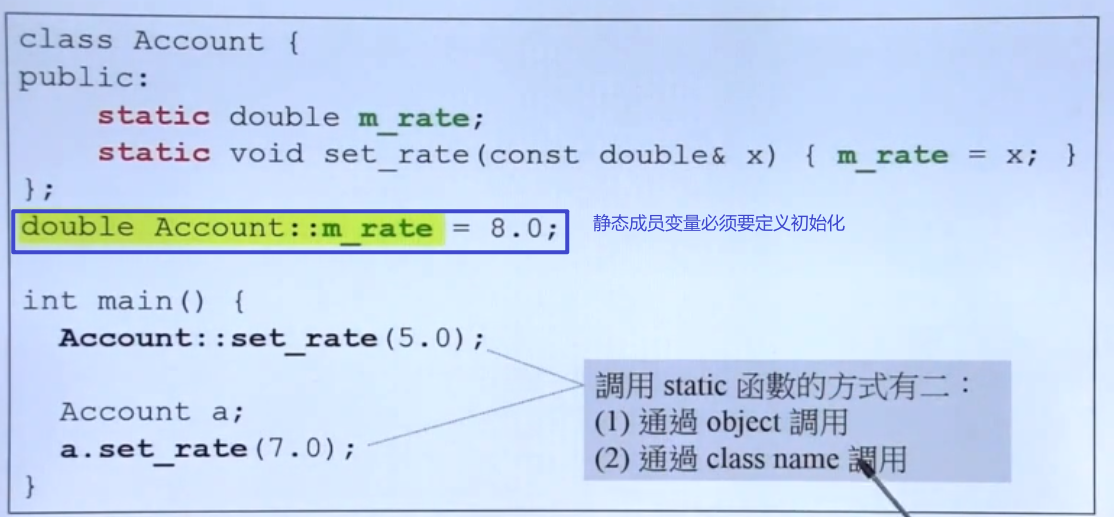 class Account {
public:
    static double m_rate;
    static void set_rate(const double& x) { m_rate = x; }
};
double Account::m_rate = 8.0;
静态成员变量必须要定义初始化
int main() {
  Account::set_rate(5.0);
  Account a;
  a.set_rate(7.0);
}
調用 static 函數的方式有二：
(1) 通過 object 調用
(2) 通過 class name 調用